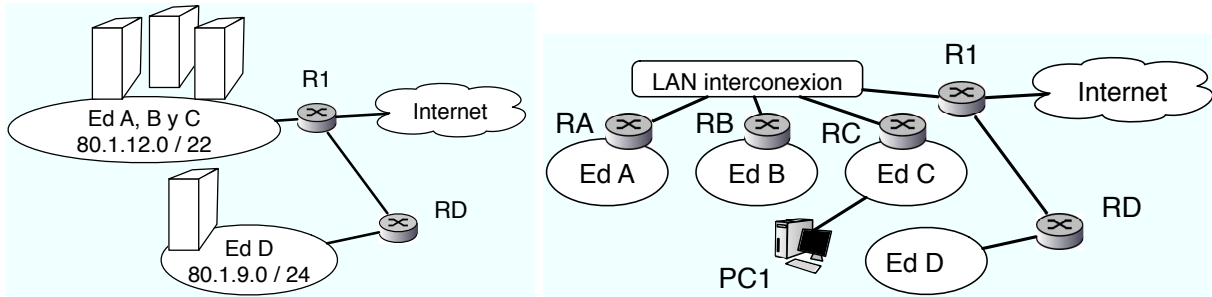 R1
Ed A, B y C
80.1.12.0 / 22
Internet
RD
Ed D
80.1.9.0 / 24
R1
LAN interconexion
Internet
RA
RB
RC
Ed A
Ed B
Ed C
RD
PC1
Ed D